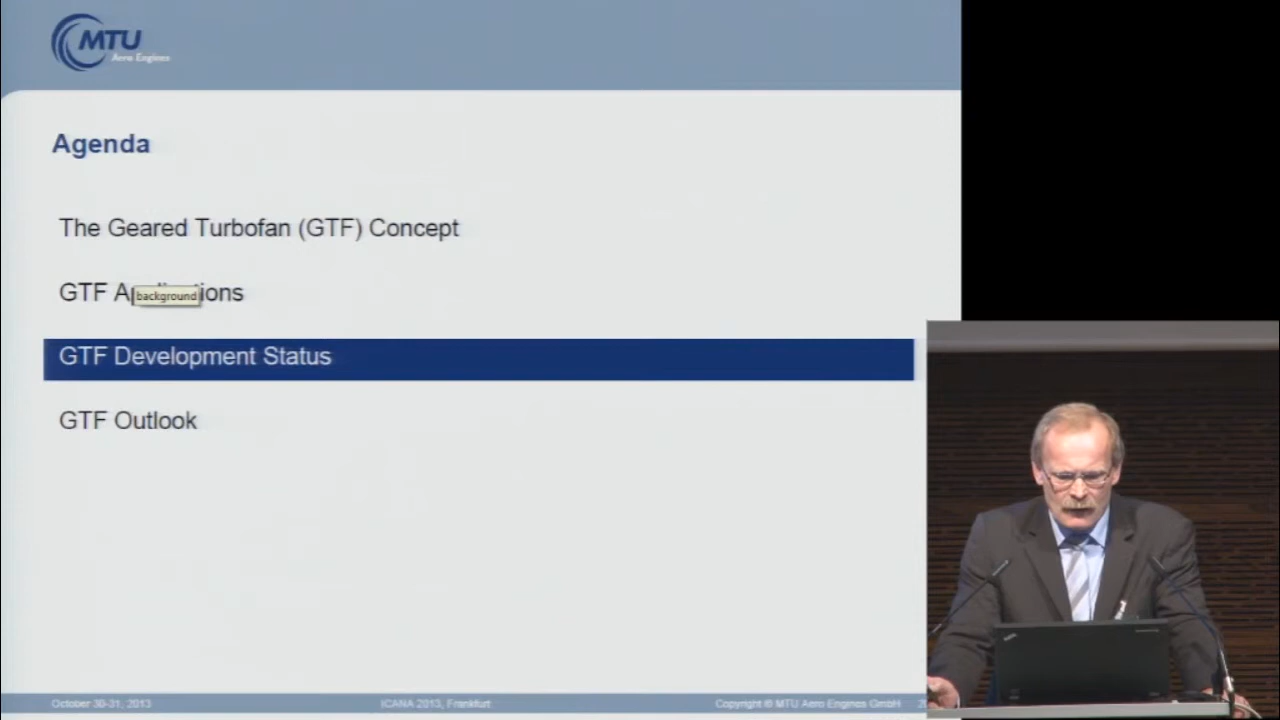 MTU
Aero Engines
Agenda
The Geared Turbofan (GTF) Concept
GTF Applications
background
GTF Development Status
GTF Outlook
October 30-31, 2013
ICANA 2013, Frankfurt
Copyright © MTU Aero Engines GmbH